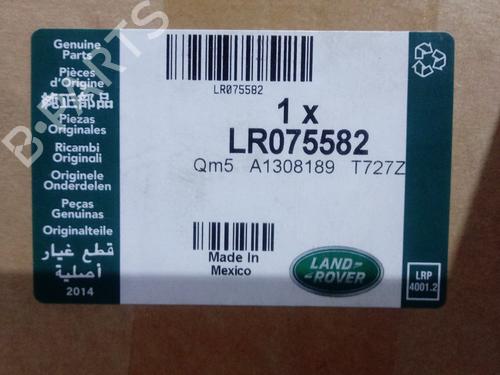 Genuine
Parts
Pièces
d'Origine
純正部品
Piezas
Originales
Ricambi
Originali
Originele
Onderdelen
Peças
Genuinas
Originalteile
قطع غيار
أصلية
2014
LR075582
1 x
LR075582
Qm5 A1308189 T727Z
Made In
Mexico
LAND-
-ROVER
LRP
4001.2
B-PARTS